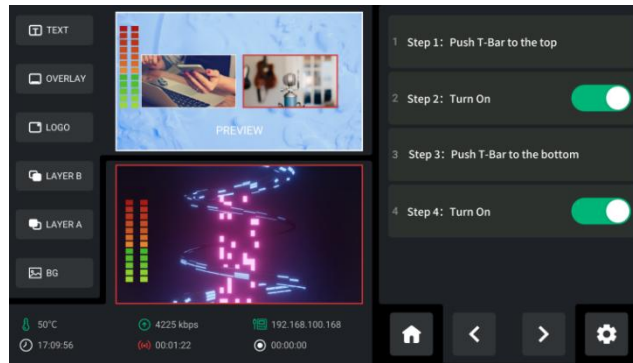 TEXT
OVERLAY
LOGO
LAYER B
LAYER A
BG
PREVIEW
50°C
4225 kbps
192.168.100.168
17:09:56
00:01:22
00:00:00
1 Step 1: Push T-Bar to the top
2 Step 2: Turn On
3 Step 3: Push T-Bar to the bottom
4 Step 4: Turn On